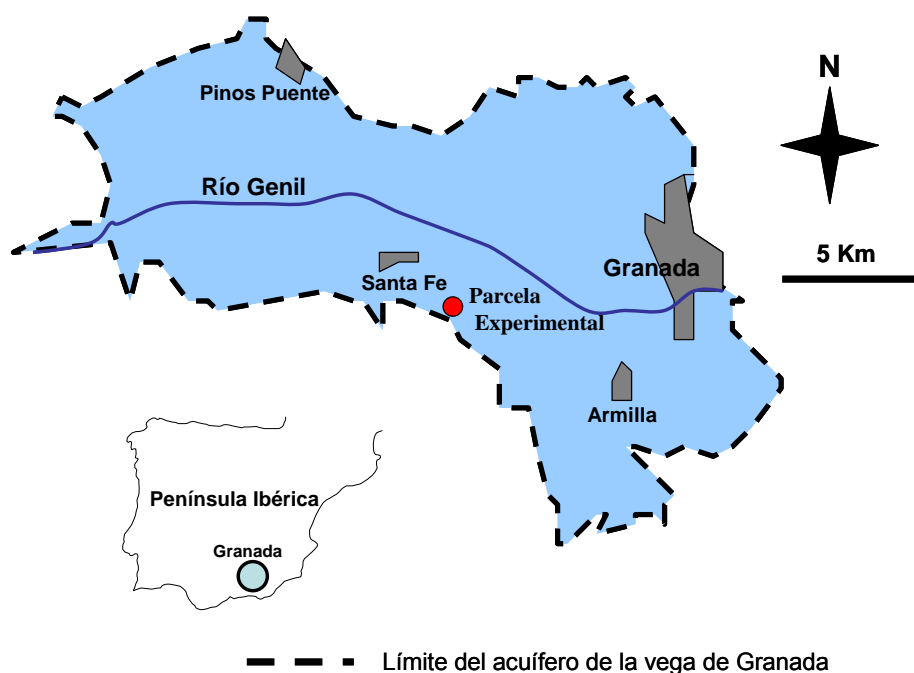 Pinos Puente
N
Río Genil
5 Km
Granada
Santa Fe
Parcela
Experimental
Armilla
Península Ibérica
Granada
Límite del acuífero de la vega de Granada